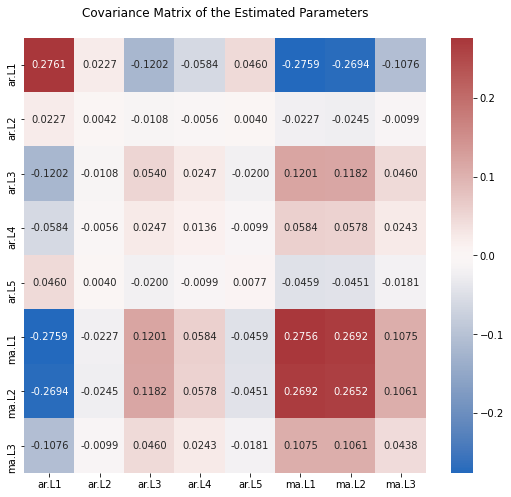 Covariance Matrix of the Estimated Parameters
ar.L1 0.2761 0.0227 -0.1202 -0.0584 0.0460 -0.2759 -0.2694 -0.1076
ar.L2 0.0227 0.0042 -0.0108 -0.0056 0.0040 -0.0227 -0.0245 -0.0099
ar.L3 -0.1202 -0.0108 0.0540 0.0247 -0.0200 0.1201 0.1182 0.0460
ar.L4 -0.0584 -0.0056 0.0247 0.0136 -0.0099 0.0584 0.0578 0.0243
ar.L5 0.0460 0.0040 -0.0200 -0.0099 0.0077 -0.0459 -0.0451 -0.0181
ma.L1 -0.2759 -0.0227 0.1201 0.0584 -0.0459 0.2756 0.2692 0.1075
ma.L2 -0.2694 -0.0245 0.1182 0.0578 -0.0451 0.2692 0.2652 0.1061
ma.L3 -0.1076 -0.0099 0.0460 0.0243 -0.0181 0.1075 0.1061 0.0438
ar.L1 ar.L2 ar.L3 ar.L4 ar.L5 ma.L1 ma.L2 ma.L3
0.2
0.1
0.0
−0.1
−0.2